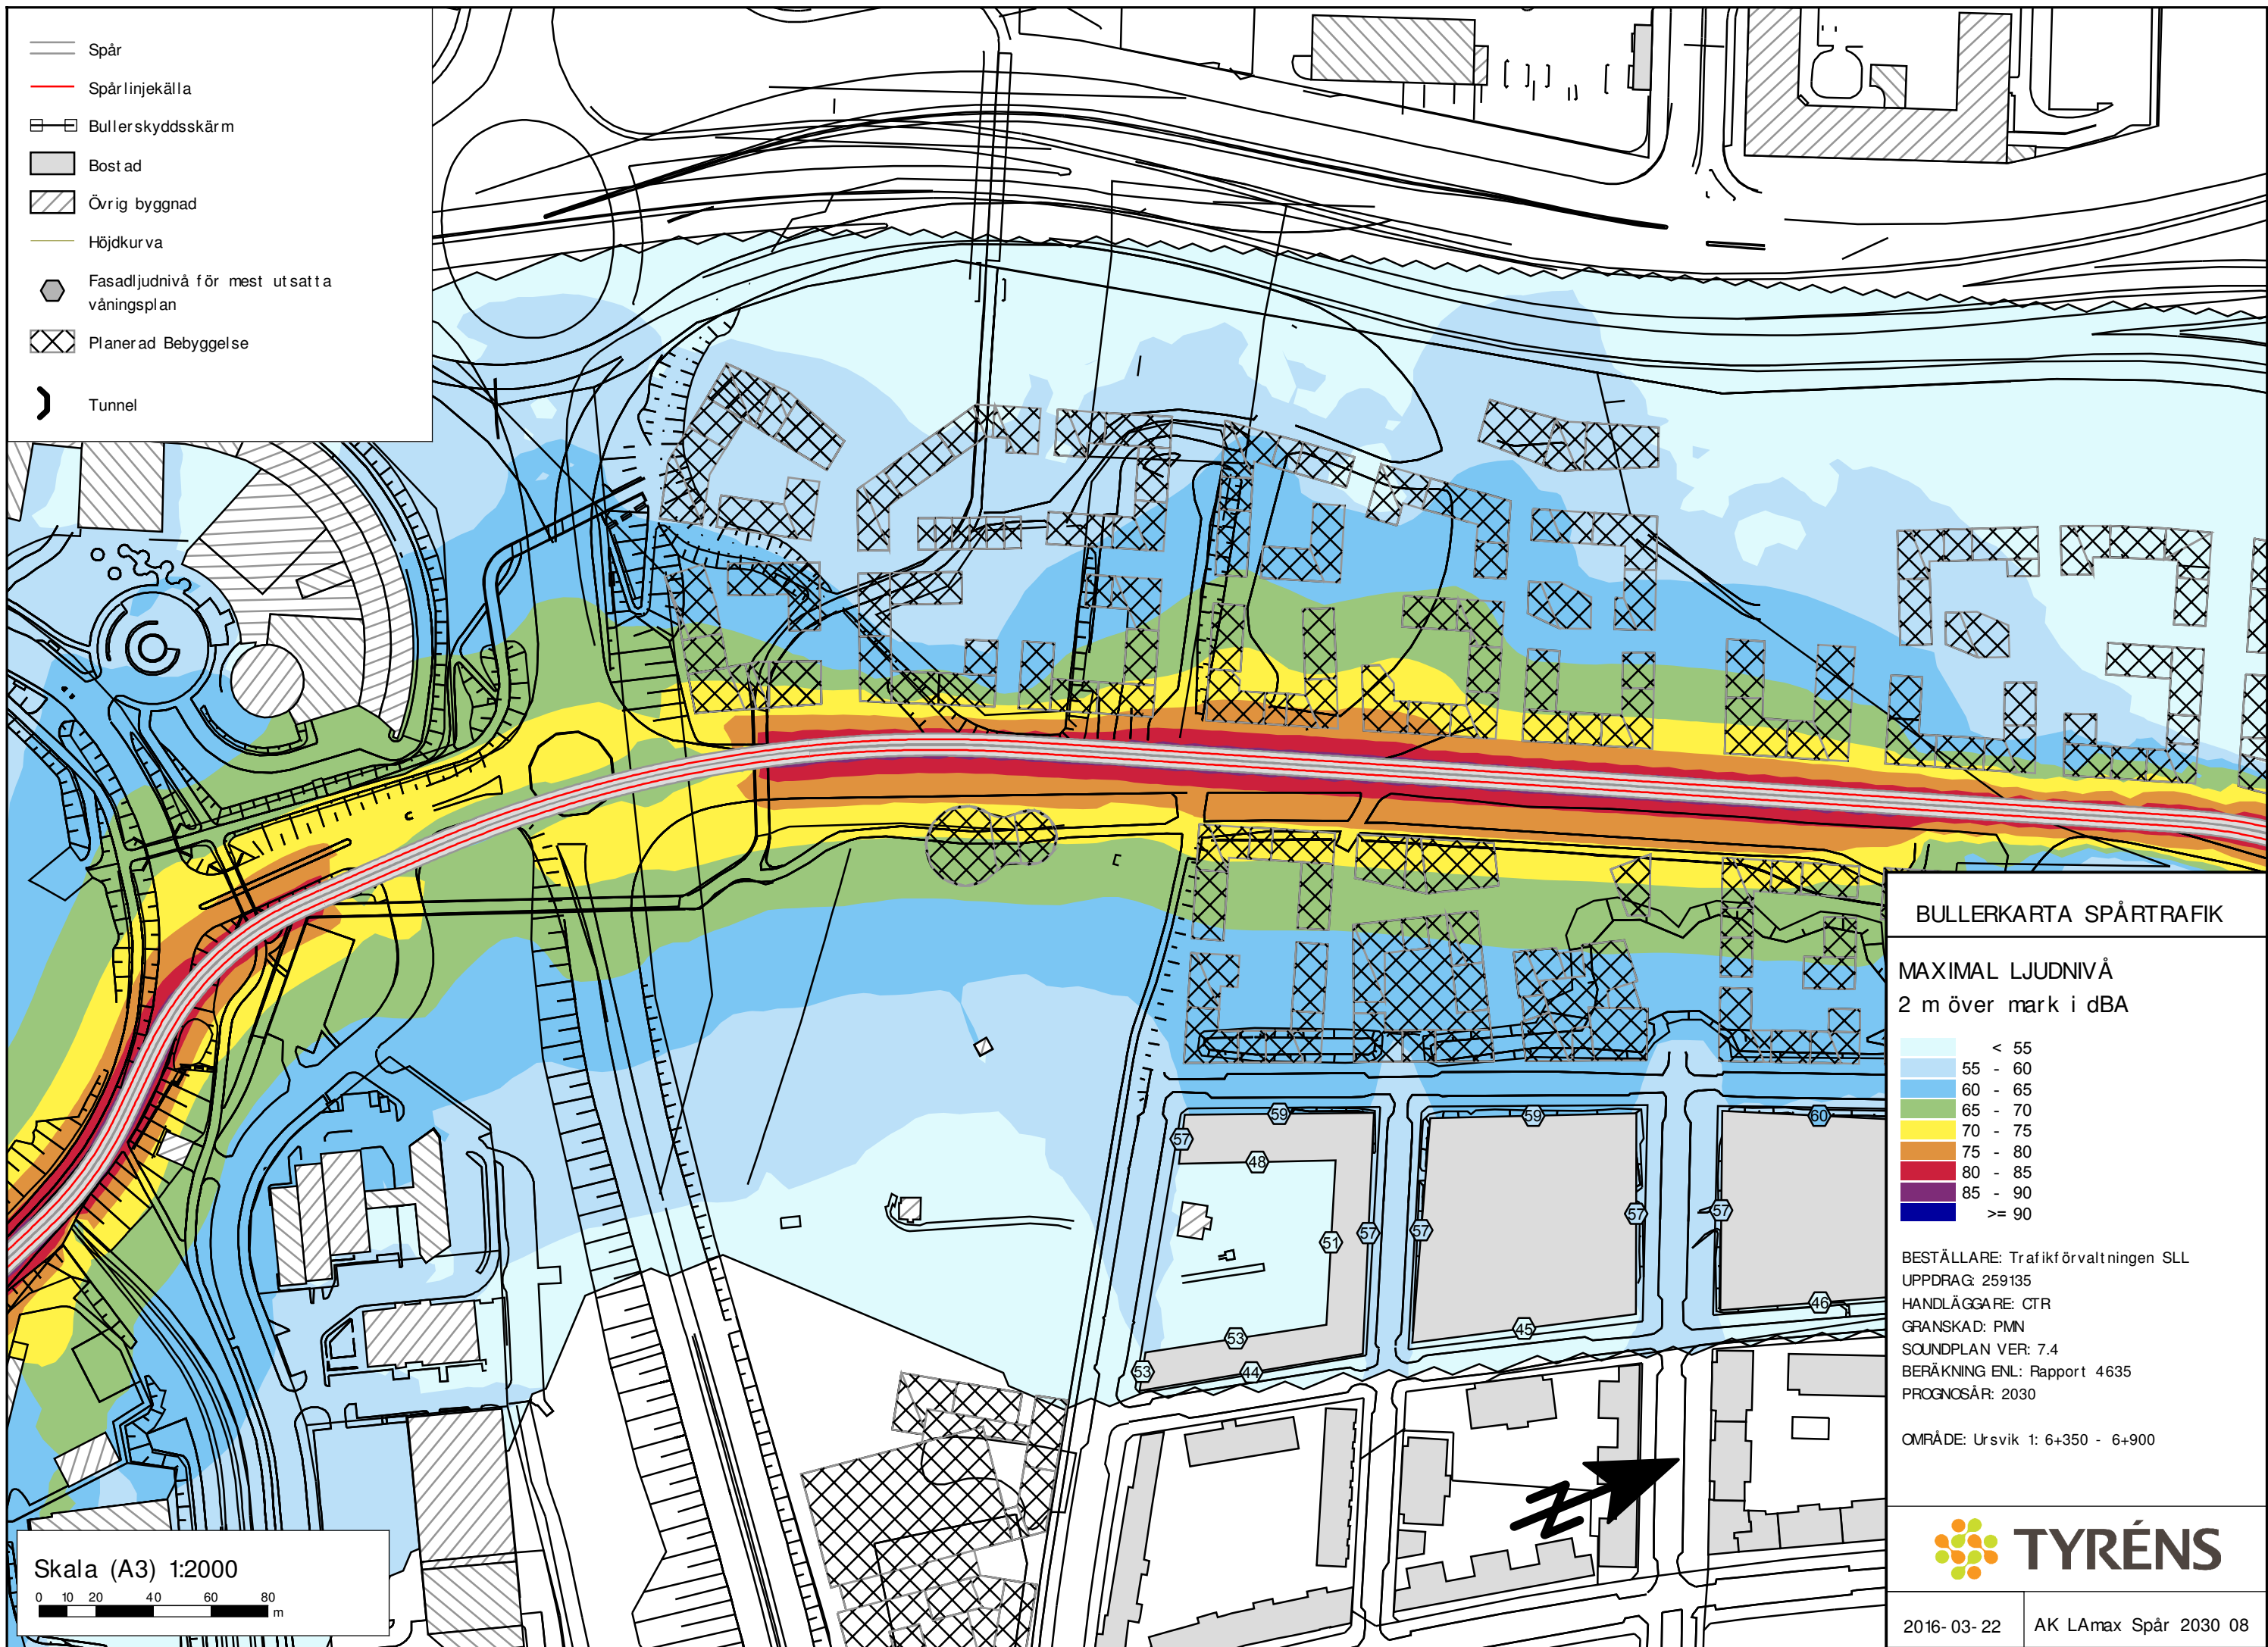 Spår
Spårlinjekälla
Bullerskyddsskärm
Bostad
Övrig byggnad
Höjdkurva
Fasadljudnivå för mest utsatta
våningsplan
Planerad Bebyggelse
Tunnel
59
59
60
57
48
57
51
57
57
57
57
53
45
46
53
44
BULLERKARTA SPÅRTRAFIK
MAXIMAL LJUDNIVÅ
2 m över mark i dBA
< 55
55 - 60
60 - 65
65 - 70
70 - 75
75 - 80
80 - 85
85 - 90
>= 90
BESTÄLLARE: Trafikförvaltningen SLL
UPPDRAG: 259135
HANDLÄGGARE: CTR
GRANSKAD: PMN
SOUNDPLAN VER: 7.4
BERÄKNING ENL: Rapport 4635
PROGNOSÅR: 2030
OMRÅDE: Ursvik 1: 6+350 - 6+900
TYRÉNS
2016-03-22
AK LAmax Spår 2030 08
Skala (A3) 1:2000
0 10 20 40 60 80
m